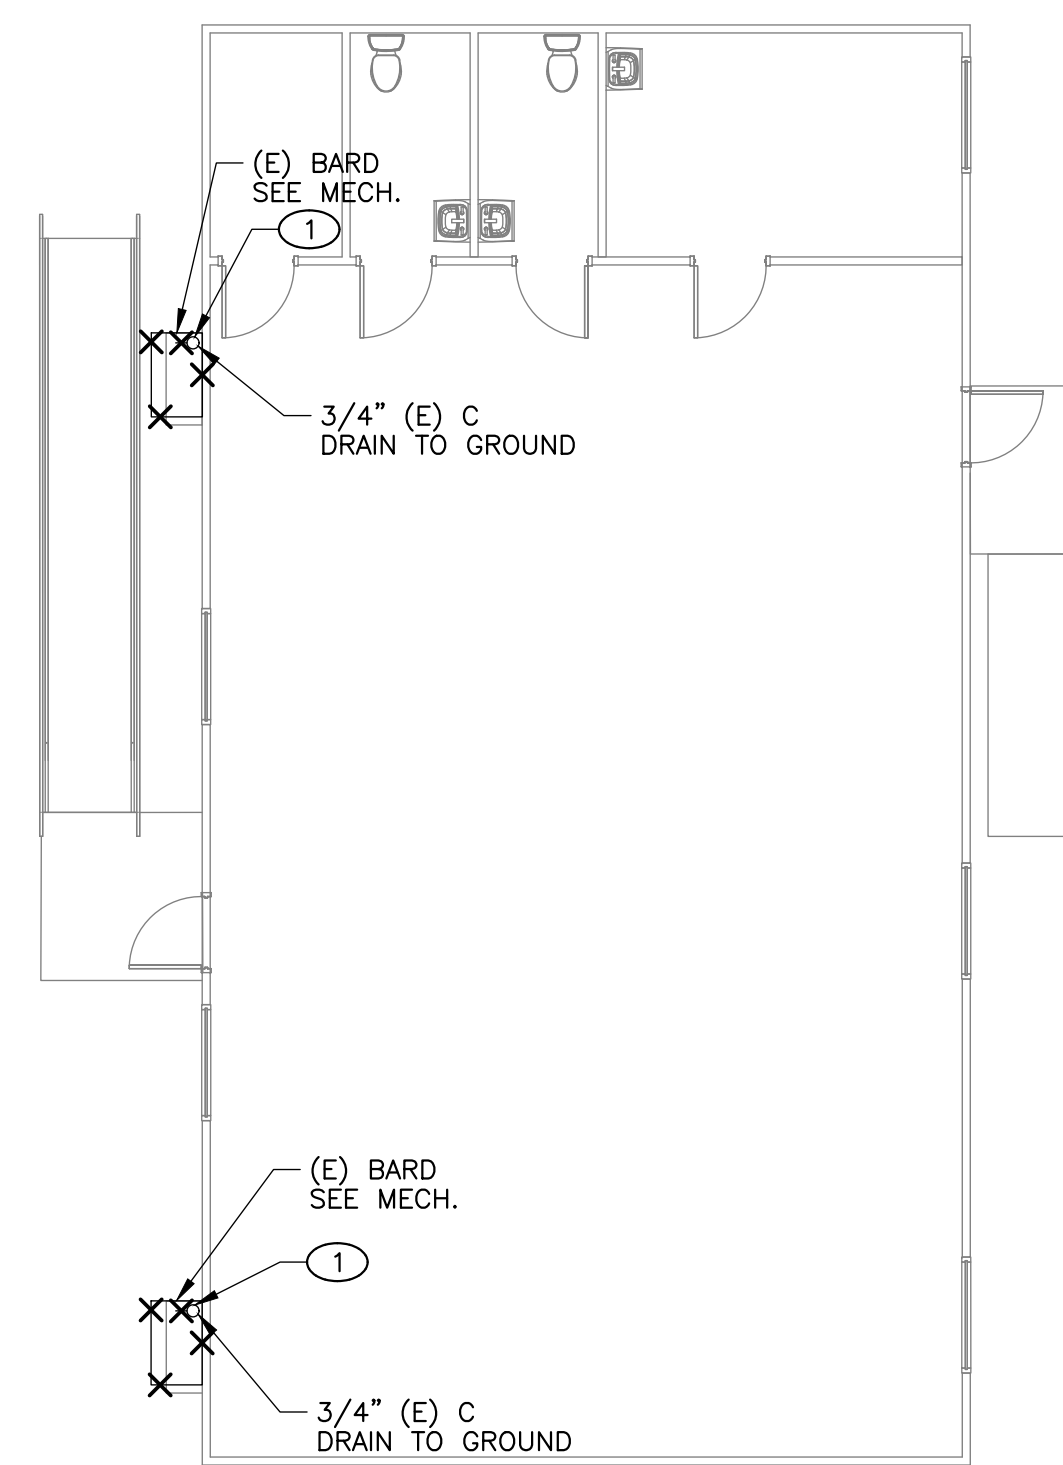 (E) BARD
SEE MECH.
1
3/4” (E) C
DRAIN TO GROUND
(E) BARD
SEE MECH.
1
3/4” (E) C
DRAIN TO GROUND